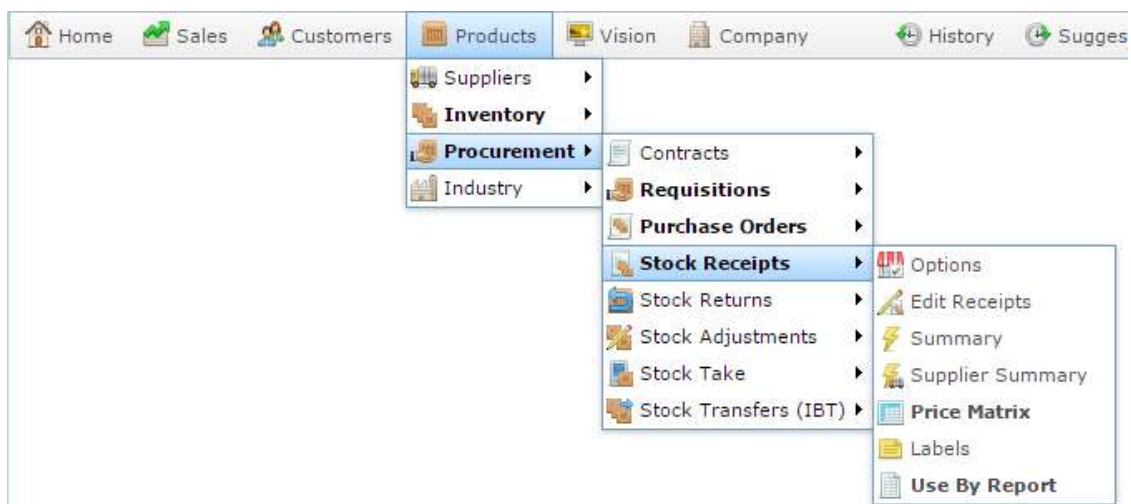 Home Sales Customers Products Vision Company History Sugges
Suppliers
Inventory
Procurement
Industry
Contracts
Requisitions
Purchase Orders
Stock Receipts
Stock Returns
Stock Adjustments
Stock Take
Stock Transfers (IBT)
Options
Edit Receipts
Summary
Supplier Summary
Price Matrix
Labels
Use By Report